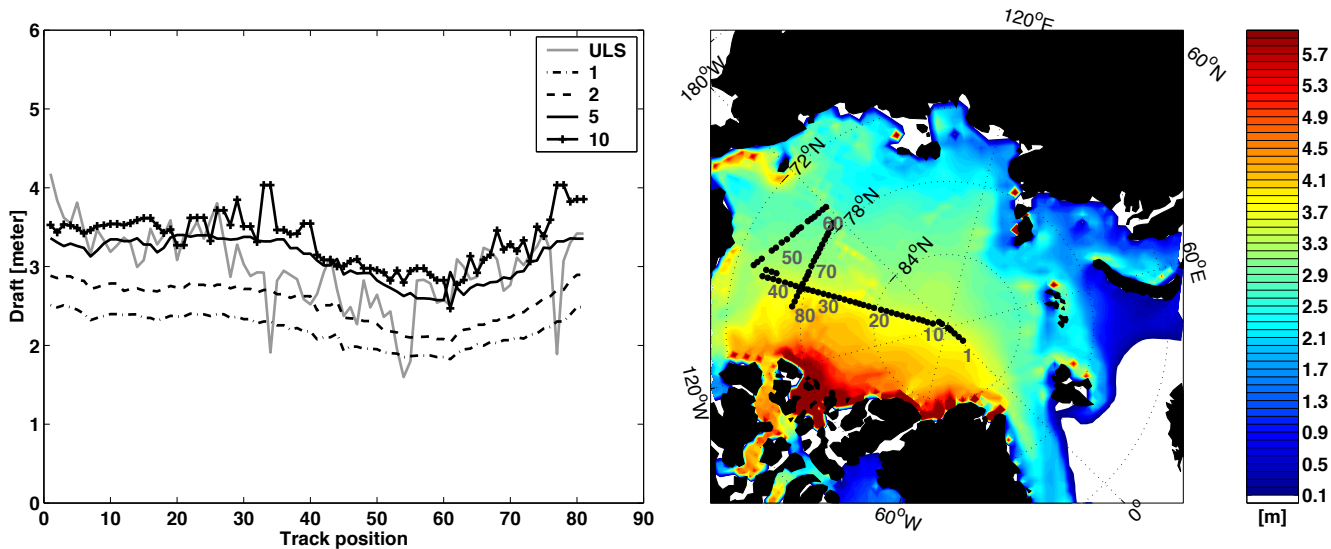 6
5
4
3
2
1
0
Draft [meter]
0 10 20 30 40 50 60 70 80 90
Track position
ULS
1
2
5
10
120°E
60°N
180°W
72°N
78°N
84°N
60°E
120°W
60°W
0°
60
50
70
40
30
80
20
10
1
5.7
5.3
4.9
4.5
4.1
3.7
3.3
2.9
2.5
2.1
1.7
1.3
0.9
0.5
0.1
[m]